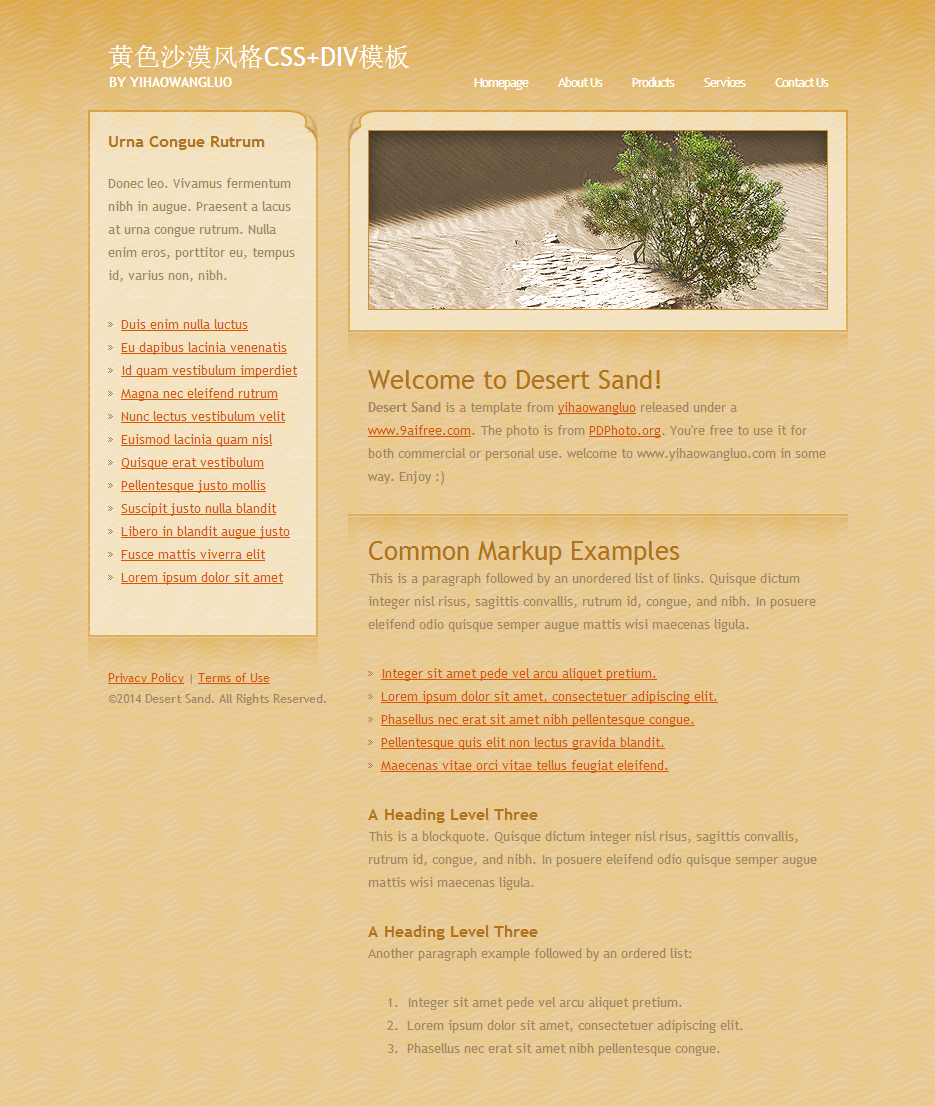 黄色沙漠风格CSS+DIV模板
BY YIHAOWANGLUO
Homepage About Us Products Services Contact Us
Urna Congue Rutrum
Donec leo. Vivamus fermentum
nibh in augue. Praesent a lacus
at urna congue rutrum. Nulla
enim eros, porttitor eu, tempus
id, varius non, nibh.
Duis enim nulla luctus
Eu dapibus lacinia venenatis
Id quam vestibulum imperdiet
Magna nec eleifend rutrum
Nunc lectus vestibulum velit
Euismod lacinia quam nisl
Quisque erat vestibulum
Pellentesque justo mollis
Suscipit justo nulla blandit
Libero in blandit augue justo
Fusce mattis viverra elit
Lorem ipsum dolor sit amet
Privacy Policy | Terms of Use
©2014 Desert Sand. All Rights Reserved.
Welcome to Desert Sand!
Desert Sand is a template from yihaowangluo released under a
www.9aifree.com. The photo is from PDPhoto.org. You're free to use it for
both commercial or personal use. welcome to www.yihaowangluo.com in some
way. Enjoy :)
Common Markup Examples
This is a paragraph followed by an unordered list of links. Quisque dictum
integer nisl risus, sagittis convallis, rutrum id, congue, and nibh. In posuere
eleifend odio quisque semper augue mattis wisi maecenas ligula.
Integer sit amet pede vel arcu aliquet pretium.
Lorem ipsum dolor sit amet, consectetuer adipiscing elit.
Phasellus nec erat sit amet nibh pellentesque congue.
Pellentesque quis elit non lectus gravida blandit.
Maecenas vitae orci vitae tellus feugiat eleifend.
A Heading Level Three
This is a blockquote. Quisque dictum integer nisl risus, sagittis convallis,
rutrum id, congue, and nibh. In posuere eleifend odio quisque semper augue
mattis wisi maecenas ligula.
A Heading Level Three
Another paragraph example followed by an ordered list:
1. Integer sit amet pede vel arcu aliquet pretium.
2. Lorem ipsum dolor sit amet, consectetuer adipiscing elit.
3. Phasellus nec erat sit amet nibh pellentesque congue.